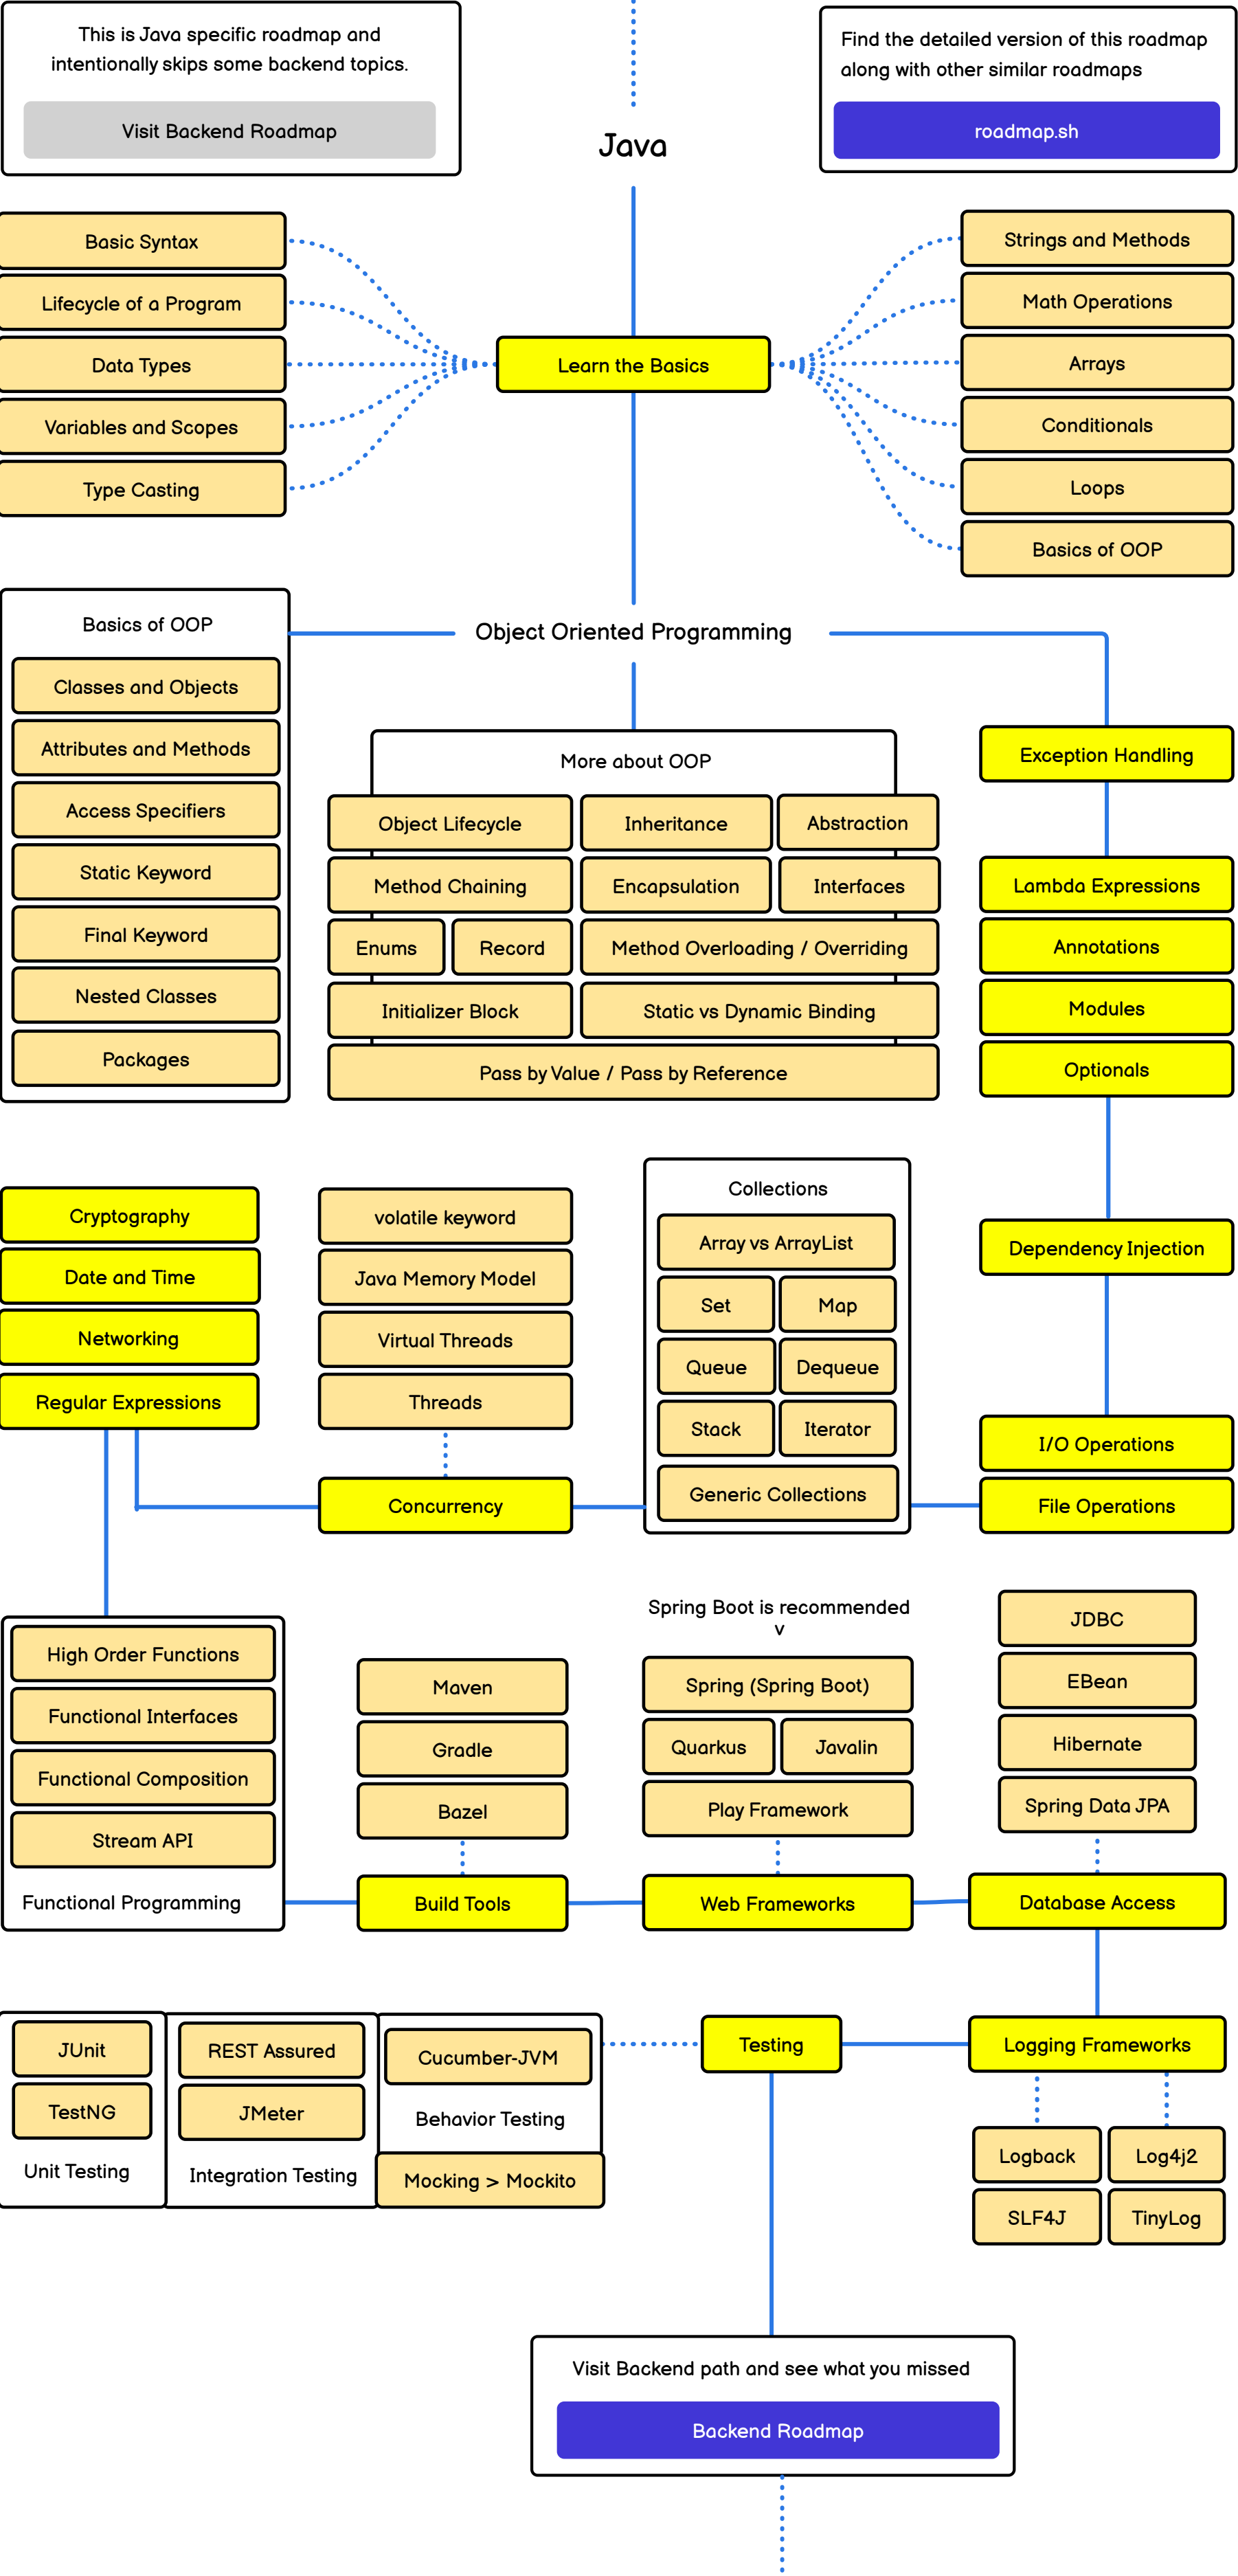 This is Java specific roadmap and
intentionally skips some backend topics.
Visit Backend Roadmap
Java
Find the detailed version of this roadmap
along with other similar roadmaps
roadmap.sh
Basic Syntax
Lifecycle of a Program
Data Types
Variables and Scopes
Type Casting
Learn the Basics
Strings and Methods
Math Operations
Arrays
Conditionals
Loops
Basics of OOP
Basics of OOP
Classes and Objects
Attributes and Methods
Access Specifiers
Static Keyword
Final Keyword
Nested Classes
Packages
Object Oriented Programming
More about OOP
Object Lifecycle
Inheritance
Abstraction
Method Chaining
Encapsulation
Interfaces
Enums
Record
Method Overloading / Overriding
Initializer Block
Static vs Dynamic Binding
Pass by Value / Pass by Reference
Exception Handling
Lambda Expressions
Annotations
Modules
Optionals
Dependency Injection
I/O Operations
File Operations
Collections
Array vs ArrayList
Set
Map
Queue
Dequeue
Stack
Iterator
Generic Collections
volatile keyword
Java Memory Model
Virtual Threads
Threads
Concurrency
Cryptography
Date and Time
Networking
Regular Expressions
High Order Functions
Functional Interfaces
Functional Composition
Stream API
Functional Programming
Maven
Gradle
Bazel
Build Tools
Spring Boot is recommended
v
Spring (Spring Boot)
Quarkus
Javalin
Play Framework
Web Frameworks
JDBC
EBean
Hibernate
Spring Data JPA
Database Access
Logging Frameworks
Logback
Log4j2
SLF4J
TinyLog
Testing
JUnit
TestNG
Unit Testing
REST Assured
JMeter
Integration Testing
Cucumber-JVM
Behavior Testing
Mocking > Mockito
Visit Backend path and see what you missed
Backend Roadmap